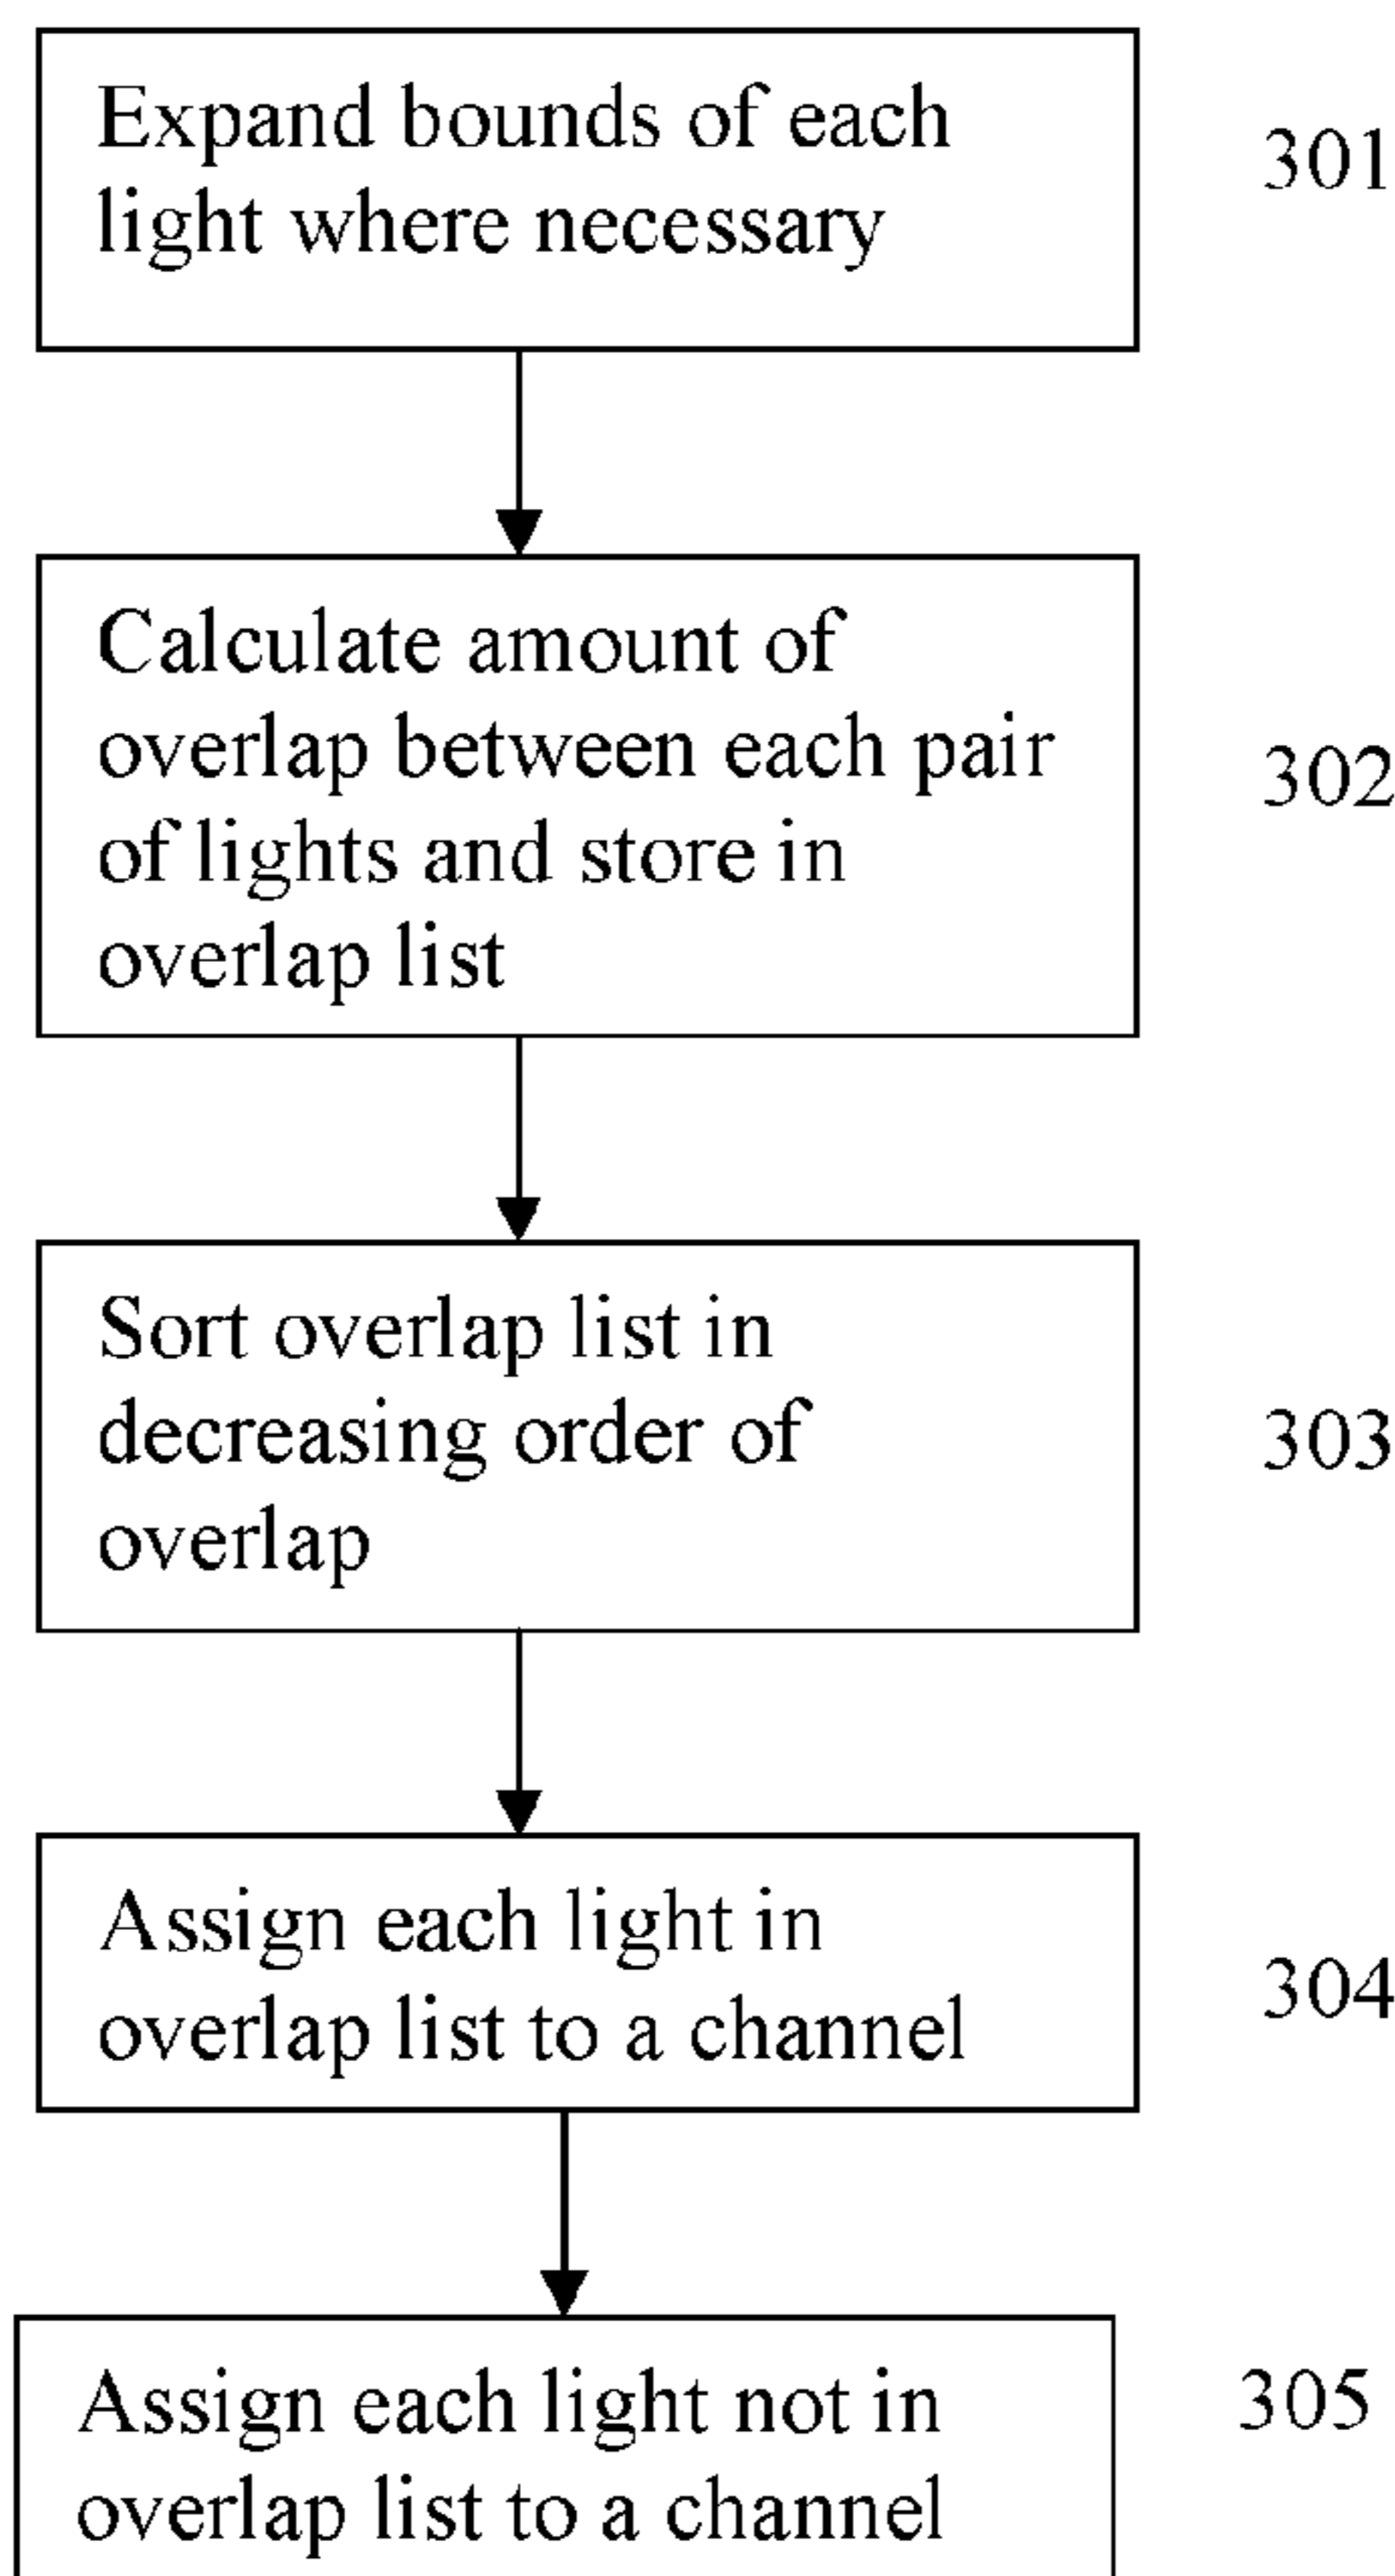 Expand bounds of each
light where necessary
301
Calculate amount of
overlap between each pair
of lights and store in
overlap list
302
Sort overlap list in
decreasing order of
overlap
303
Assign each light in
overlap list to a channel
304
Assign each light not in
overlap list to a channel
305